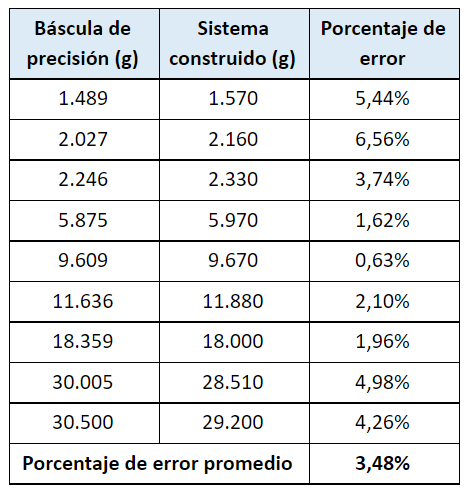 Báscula de precisión (g) Sistema construido (g) Porcentaje de error
1.489 1.570 5,44%
2.027 2.160 6,56%
2.246 2.330 3,74%
5.875 5.970 1,62%
9.609 9.670 0,63%
11.636 11.880 2,10%
18.359 18.000 1,96%
30.005 28.510 4,98%
30.500 29.200 4,26%
Porcentaje de error promedio 3,48%